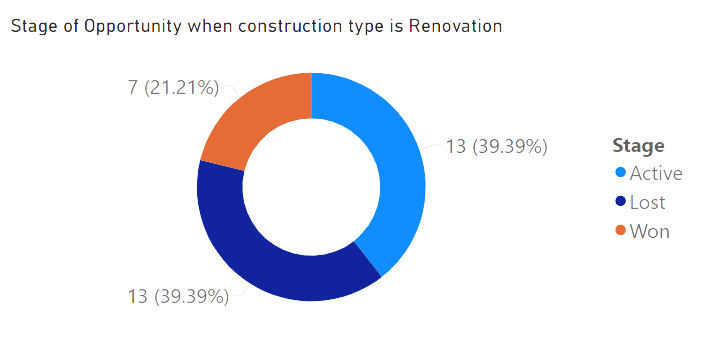 Stage of Opportunity when construction type is Renovation
7 (21.21%)
13 (39.39%)
13 (39.39%)
Stage
Active
Lost
Won